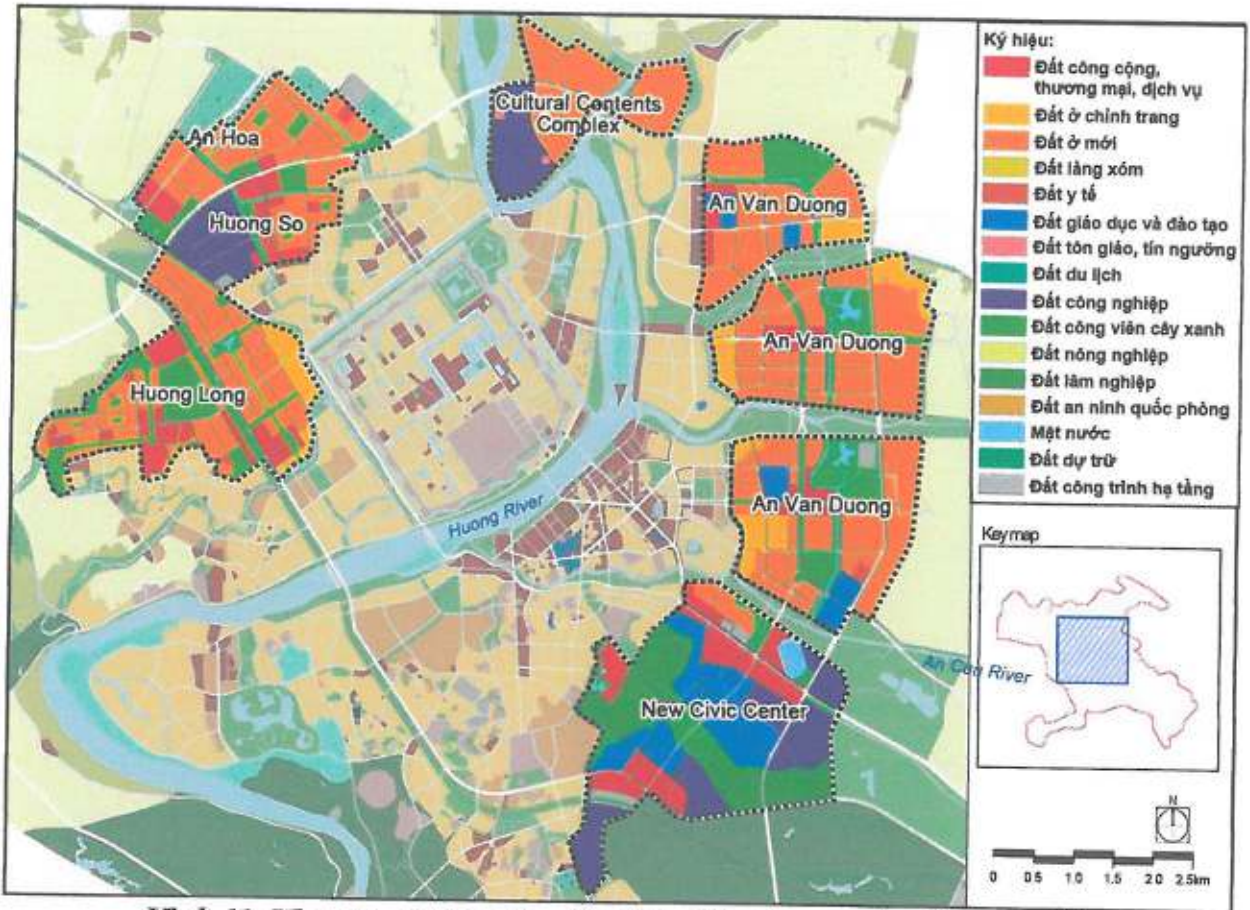 Ký hiệu:
Đất công cộng,
thương mại, dịch vụ
Đất ở chỉnh trang
Đất ở mới
Đất làng xóm
Đất y tế
Đất giáo dục và đào tạo
Đất tôn giáo, tín ngưỡng
Đất du lịch
Đất công nghiệp
Đất công viên cây xanh
Đất nông nghiệp
Đất lâm nghiệp
Đất an ninh quốc phòng
Mặt nước
Đất dự trữ
Đất công trình hạ tầng
Cultural Contents
Complex
An Hoa
Huong So
An Van Duong
An Van Duong
Huong Long
An Van Duong
Huong River
New Civic Center
An Cuu River
Keymap
N
0 0.5 1.0 1.5 2.0 2.5km